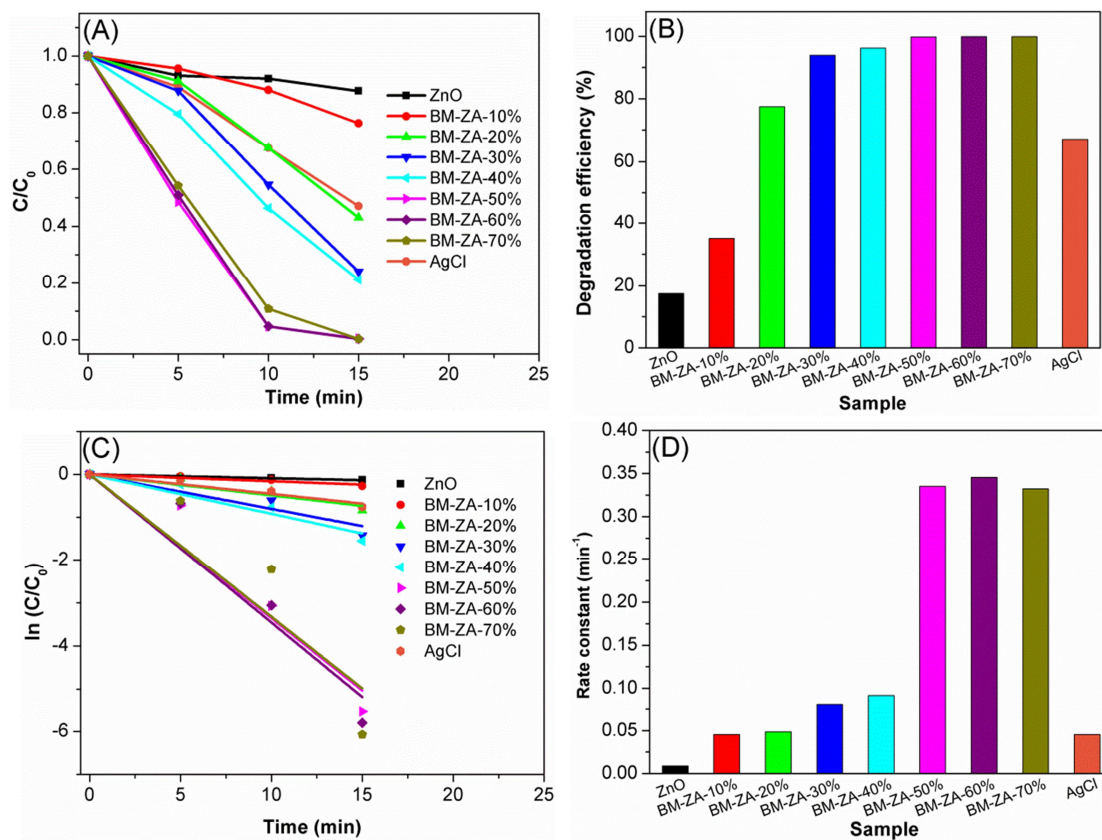 (A)
C/C0
1.0
0.8
0.6
0.4
0.2
0.0
0 5 10 15 20 25
Time (min)
ZnO
BM-ZA-10%
BM-ZA-20%
BM-ZA-30%
BM-ZA-40%
BM-ZA-50%
BM-ZA-60%
BM-ZA-70%
AgCl
(B)
Degradation efficiency (%)
100
80
60
40
20
0
ZnO BM-ZA-10% BM-ZA-20% BM-ZA-30% BM-ZA-40% BM-ZA-50% BM-ZA-60% BM-ZA-70% AgCl
Sample
(C)
ln (C/C0)
0
-2
-4
-6
0 5 10 15 20 25
Time (min)
ZnO
BM-ZA-10%
BM-ZA-20%
BM-ZA-30%
BM-ZA-40%
BM-ZA-50%
BM-ZA-60%
BM-ZA-70%
AgCl
(D)
Rate constant (min-1)
0.40
0.35
0.30
0.25
0.20
0.15
0.10
0.05
0.00
ZnO BM-ZA-10% BM-ZA-20% BM-ZA-30% BM-ZA-40% BM-ZA-50% BM-ZA-60% BM-ZA-70% AgCl
Sample